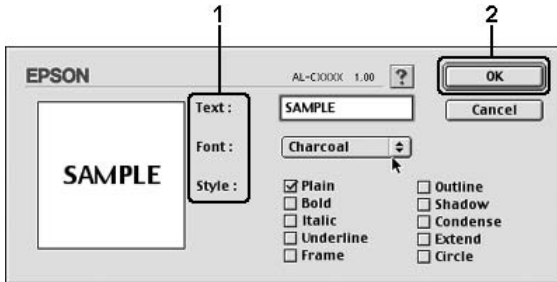 1 2
EPSON AL-CXXXX 1.00 ? OK
Text : SAMPLE Cancel
Font : Charcoal
SAMPLE
Style : Plain Outline
Bold Shadow
Italic Condense
Underline Extend
Frame Circle